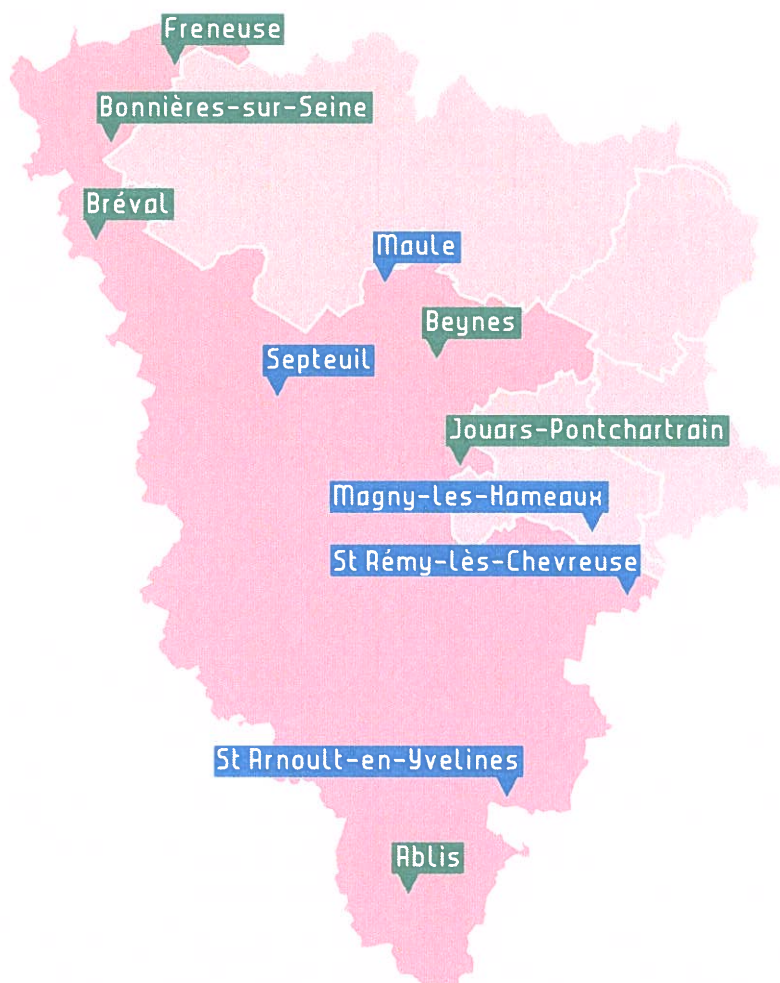 Freneuse
Bonnières-sur-Seine
Bréval
Maule
Beynes
Septeuil
Jouars-Pontchartrain
Magny-les-Hameaux
St Rémy-lès-Chevreuse
St Arnoult-en-Yvelines
Ablis